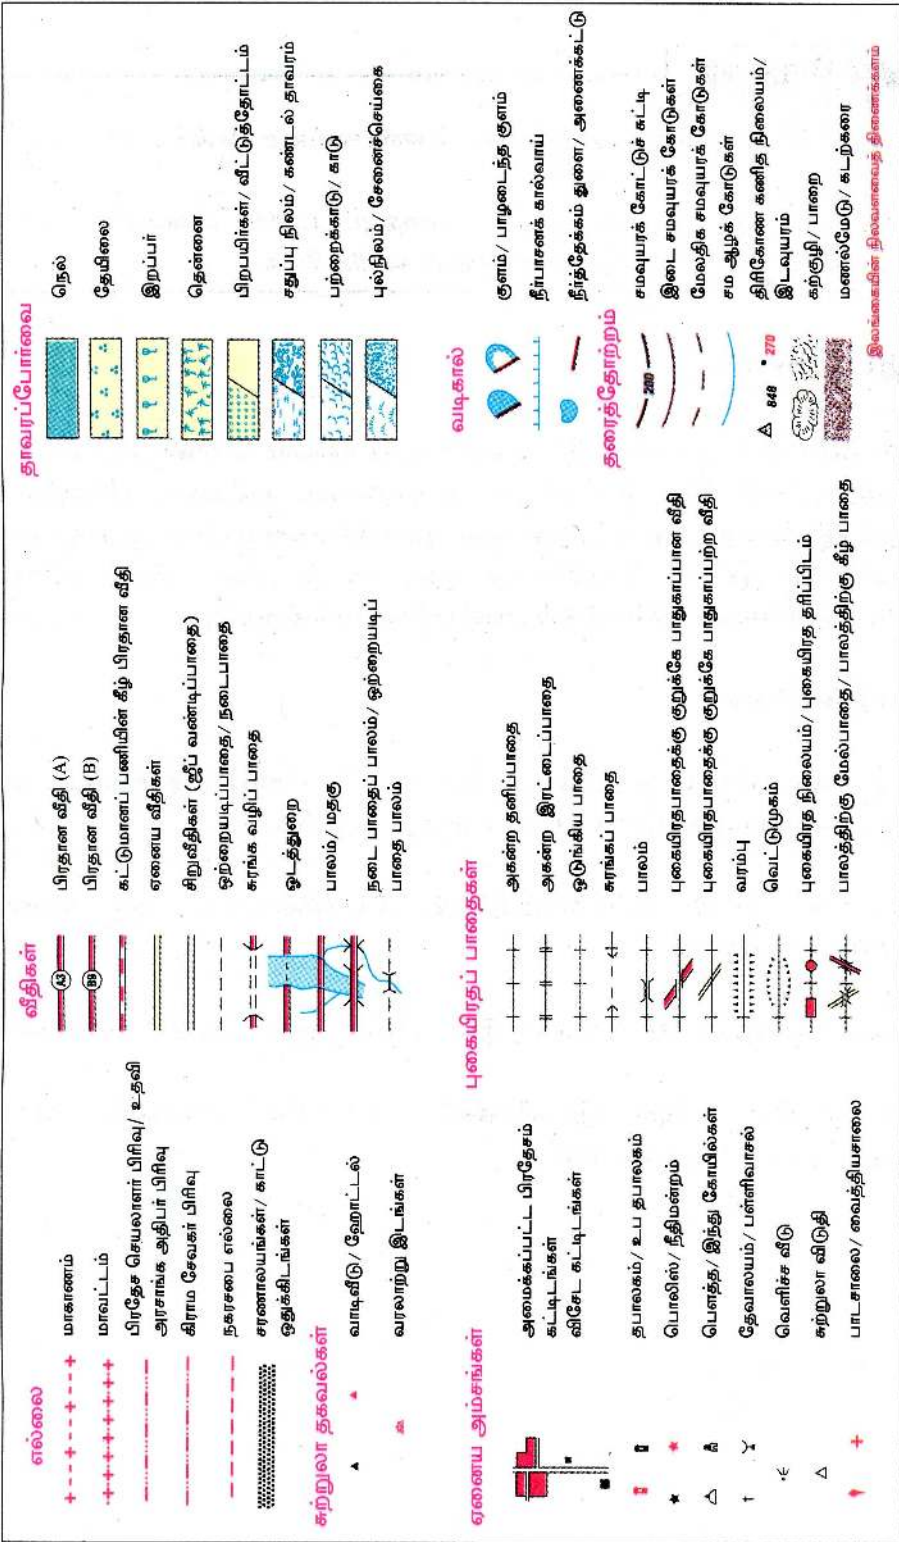 எல்லை
மாகாணம்
மாவட்டம்
பிரதேச செயலாளர் பிரிவு/ உதவி
அரசாங்க அதிபர் பிரிவு
கிராம சேவகர் பிரிவு
நகரசபை எல்லை
சரணாலயங்கள்/ காட்டு
ஒதுக்கிடங்கள்
சுற்றுலா தகவல்கள்
வாடிவீடு/ ஹோட்டல்
வரலாற்று இடங்கள்
ஏனைய அம்சங்கள்
அமைக்கப்பட்ட பிரதேசம்
கட்டிடங்கள்
விசேட கட்டிடங்கள்
தபாலகம்/ உப தபாலகம்
பொலிஸ்/ நீதிமன்றம்
பௌத்த/ இந்து கோயில்கள்
தேவாலயம்/ பள்ளிவாசல்
வெளிச்ச வீடு
சுற்றுலா விடுதி
பாடசாலை/ வைத்தியசாலை
வீதிகள்
A3 பிரதான வீதி (A)
B9 பிரதான வீதி (B)
கட்டுமானப் பணியின் கீழ் பிரதான வீதி
ஏனைய வீதிகள்
சிறுவீதிகள் (ஜீப் வண்டிப்பாதை)
ஒற்றையடிப்பாதை/ நடைபாதை
சுரங்க வழிப் பாதை
ஓடத்துறை
பாலம்/ மதகு
நடை பாதைப் பாலம்/ ஒற்றையடிப்
பாதை பாலம்
புகையிரதப் பாதைகள்
அகன்ற தனிப்பாதை
அகன்ற இரட்டைப்பாதை
ஒடுங்கிய பாதை
சுரங்கப் பாதை
பாலம்
புகையிரதபாதைக்கு குறுக்கே பாதுகாப்பான வீதி
புகையிரதபாதைக்கு குறுக்கே பாதுகாப்பற்ற வீதி
வரம்பு
வெட்டுமுகம்
புகையிரத நிலையம்/ புகையிரத தரிப்பிடம்
பாலத்திற்கு மேல்பாதை/ பாலத்திற்கு கீழ் பாதை
தாவரப்போர்வை
நெல்
தேயிலை
இறப்பர்
தென்னை
பிறபயிர்கள்/ வீட்டுத்தோட்டம்
சதுப்பு நிலம்/ கண்டல் தாவரம்
பற்றைக்காடு/ காடு
புல்நிலம்/ சேனைச்செய்கை
வடிகால்
குளம்/ பாழடைந்த குளம்
நீர்பாசனக் கால்வாய்
நீர்த்தேக்கம் துளை/ அணைக்கட்டு
தரைத்தோற்றம்
200 சமவுயரக் கோட்டுச் சுட்டி
இடை சமவுயரக் கோடுகள்
மேலதிக சமவுயரக் கோடுகள்
சம ஆழக் கோடுகள்
848 270 திரிகோண கணித நிலையம்/
இடவுயரம்
கற்குழி/ பாறை
மணல்மேடு/ கடற்கரை
இலங்கையின் நிலவளவைத் திணைக்களம்